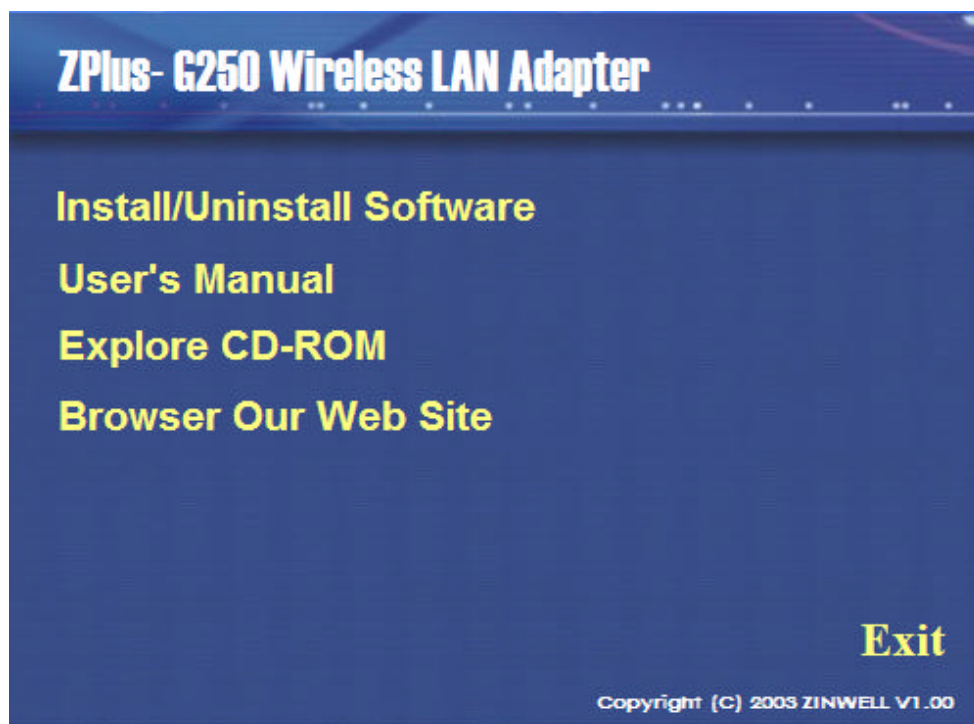 ZPlus- G250 Wireless LAN Adapter
Install/Uninstall Software
User's Manual
Explore CD-ROM
Browser Our Web Site
Exit
Copyright (C) 2003 ZINWELL V1.00